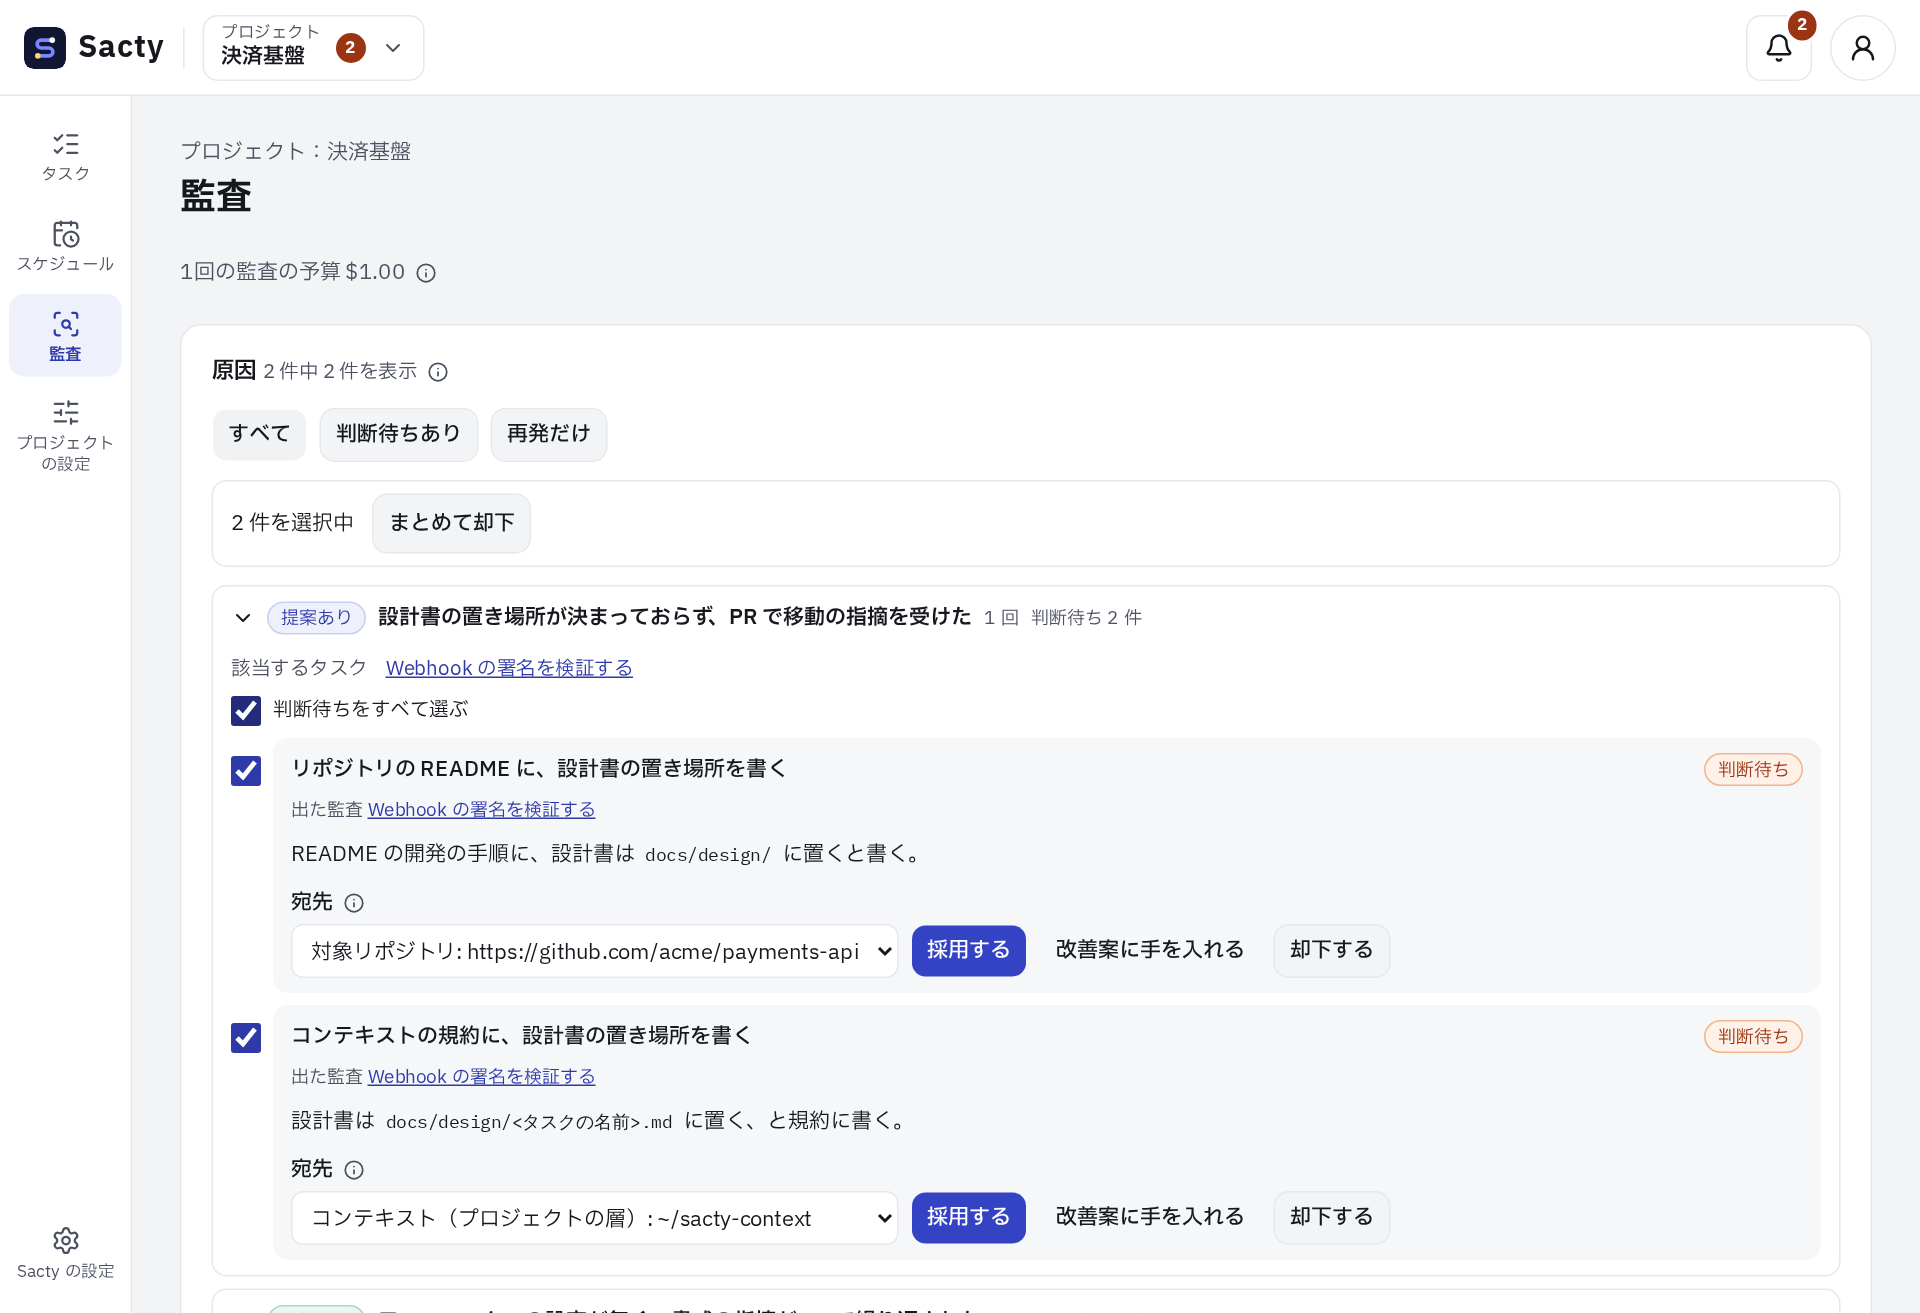 Sacty
プロジェクト
決済基盤
2
2
タスク
スケジュール
監査
プロジェクト
の設定
Sacty の設定
プロジェクト：決済基盤
監査
1回の監査の予算 $1.00
原因 2 件中 2 件を表示
すべて 判断待ちあり 再発だけ
2 件を選択中 まとめて却下
提案あり 設計書の置き場所が決まっておらず、PR で移動の指摘を受けた 1 回 判断待ち 2 件
該当するタスク Webhook の署名を検証する
判断待ちをすべて選ぶ
リポジトリの README に、設計書の置き場所を書く 判断待ち
出た監査 Webhook の署名を検証する
README の開発の手順に、設計書は docs/design/ に置くと書く。
宛先
対象リポジトリ: https://github.com/acme/payments-api 採用する 改善案に手を入れる 却下する
コンテキストの規約に、設計書の置き場所を書く 判断待ち
出た監査 Webhook の署名を検証する
設計書は docs/design/<タスクの名前>.md に置く、と規約に書く。
宛先
コンテキスト（プロジェクトの層）: ~/sacty-context 採用する 改善案に手を入れる 却下する